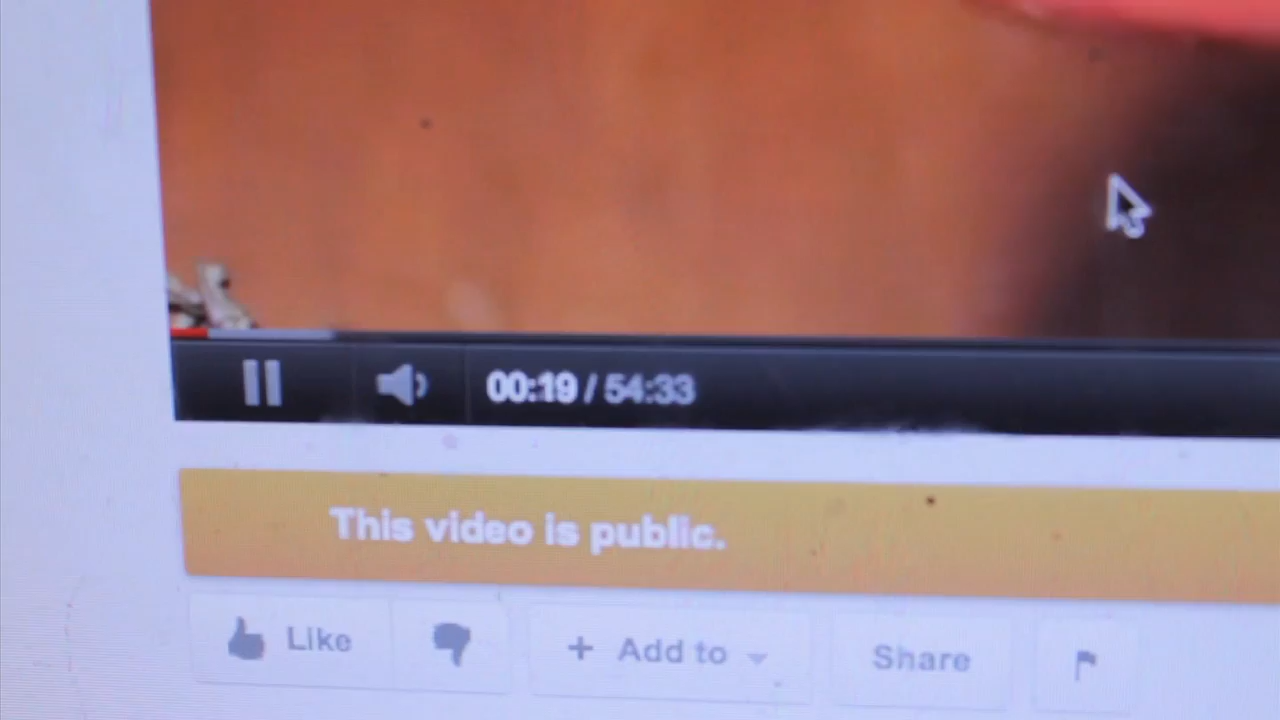 00:19 / 54:33
This video is public.
Like
+ Add to
Share